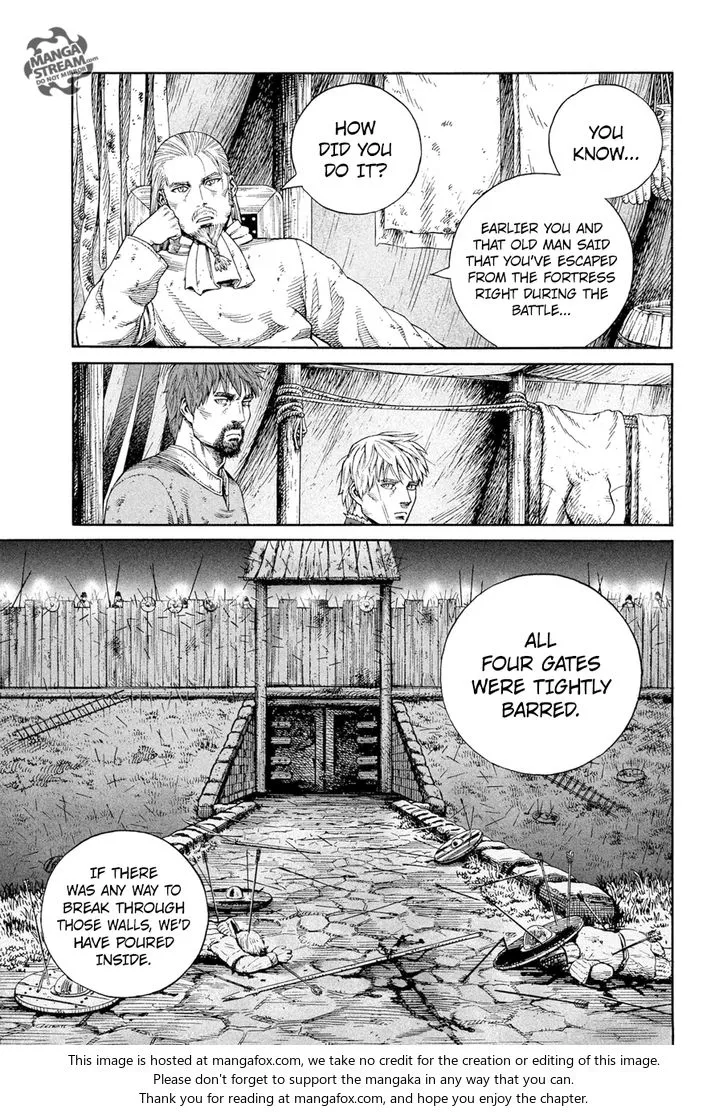 MANGA
STREAM.com
DO NOT MIRROR
YOU
KNOW...
EARLIER YOU AND
THAT OLD MAN SAID
THAT YOU'VE ESCAPED
FROM THE FORTRESS
RIGHT DURING THE
BATTLE...
HOW
DID YOU
DO IT?
ALL
FOUR GATES
WERE TIGHTLY
BARRED.
IF THERE
WAS ANY WAY TO
BREAK THROUGH
THOSE WALLS, WE'D
HAVE POURED
INSIDE.
This image is hosted at mangafox.com, we take no credit for the creation or editing of this image.
Please don't forget to support the mangaka in any way that you can.
Thank you for reading at mangafox.com, and hope you enjoy the chapter.